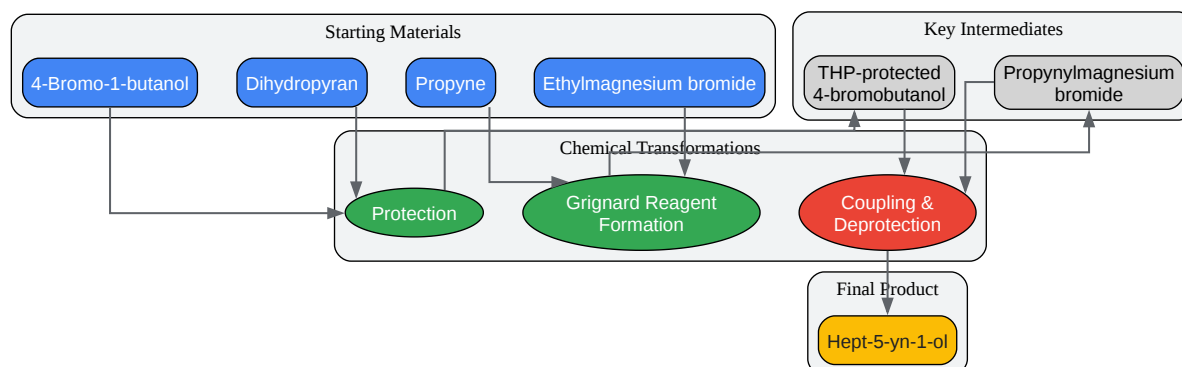 Starting Materials
4-Bromo-1-butanol
Dihydropyran
Propyne
Ethylmagnesium bromide
Key Intermediates
THP-protected
4-bromobutanol
Propynylmagnesium
bromide
Chemical Transformations
Protection
Grignard Reagent
Formation
Coupling &
Deprotection
Final Product
Hept-5-yn-1-ol